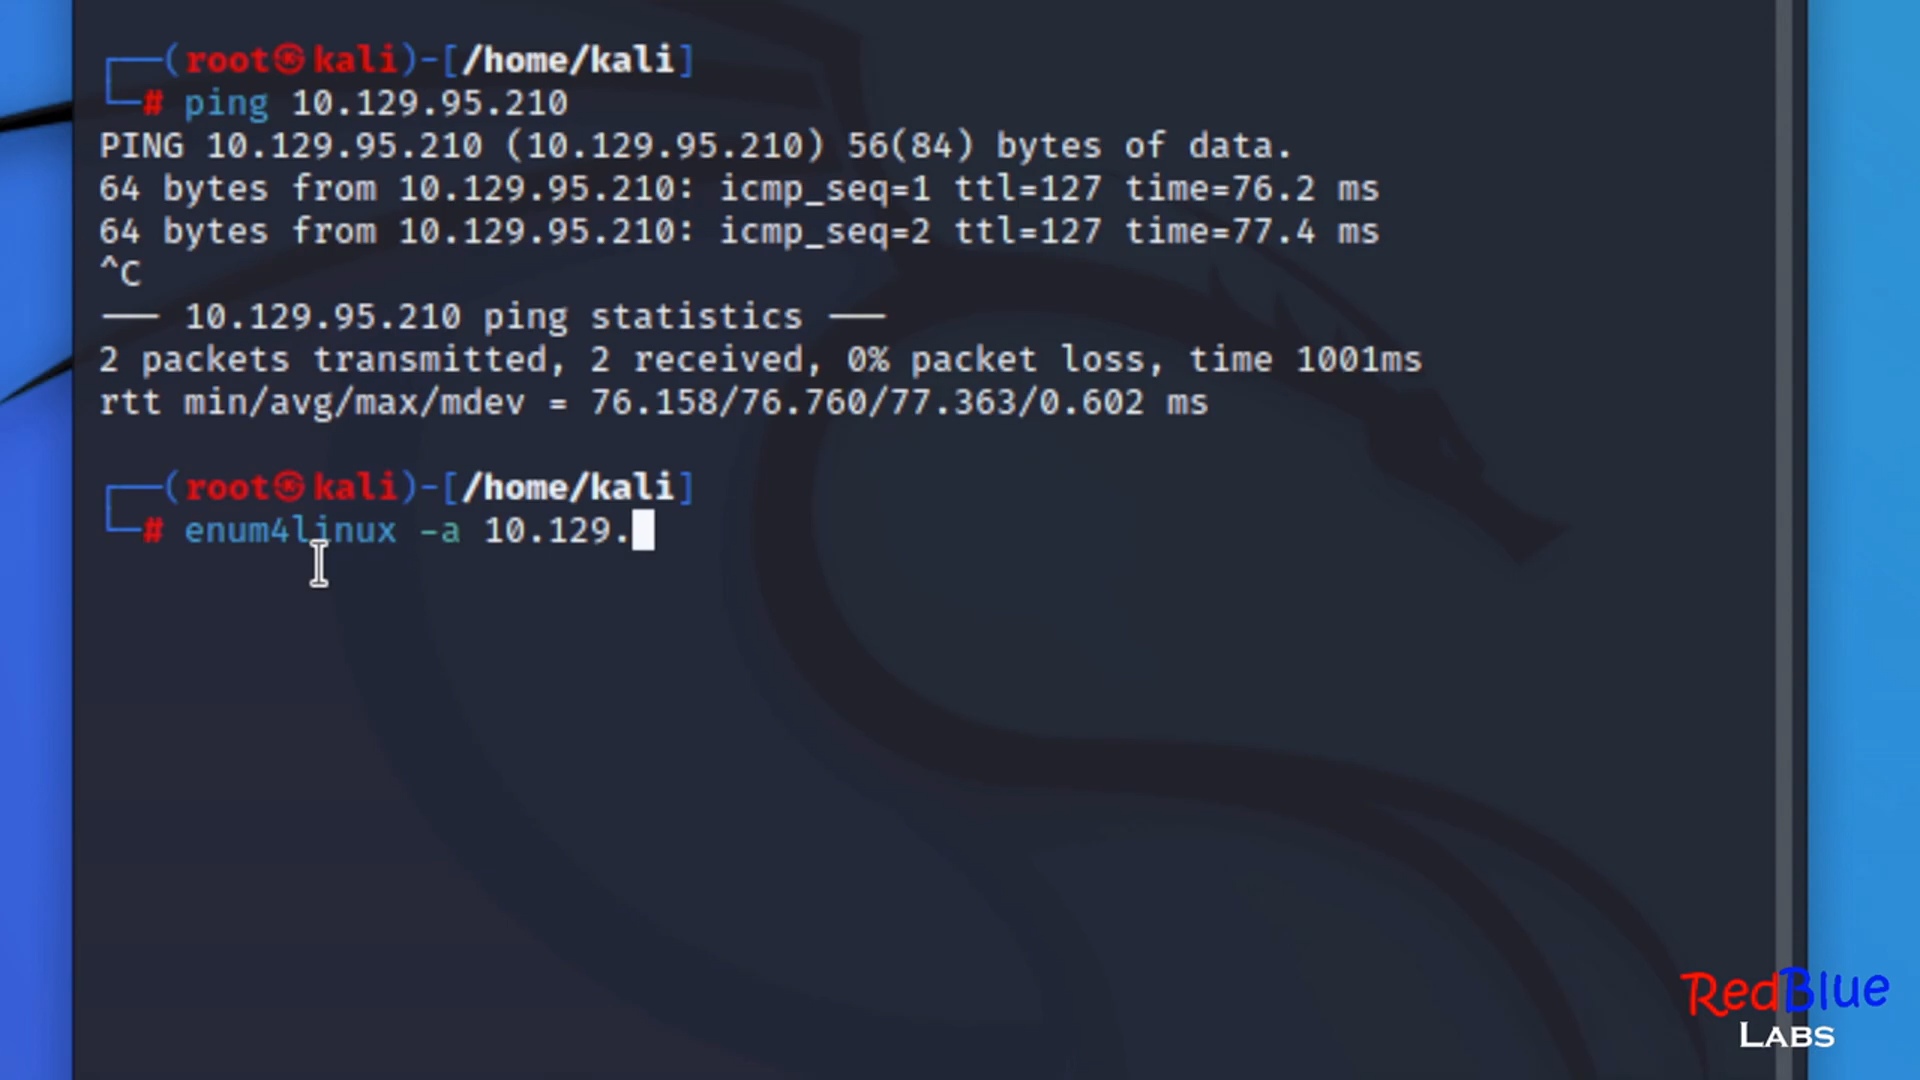 ┌──(root㉿kali)-[/home/kali]
└─# ping 10.129.95.210
PING 10.129.95.210 (10.129.95.210) 56(84) bytes of data.
64 bytes from 10.129.95.210: icmp_seq=1 ttl=127 time=76.2 ms
64 bytes from 10.129.95.210: icmp_seq=2 ttl=127 time=77.4 ms
^C
─── 10.129.95.210 ping statistics ───
2 packets transmitted, 2 received, 0% packet loss, time 1001ms
rtt min/avg/max/mdev = 76.158/76.760/77.363/0.602 ms
┌──(root㉿kali)-[/home/kali]
└─# enum4linux -a 10.129.
RedBlue
LABS